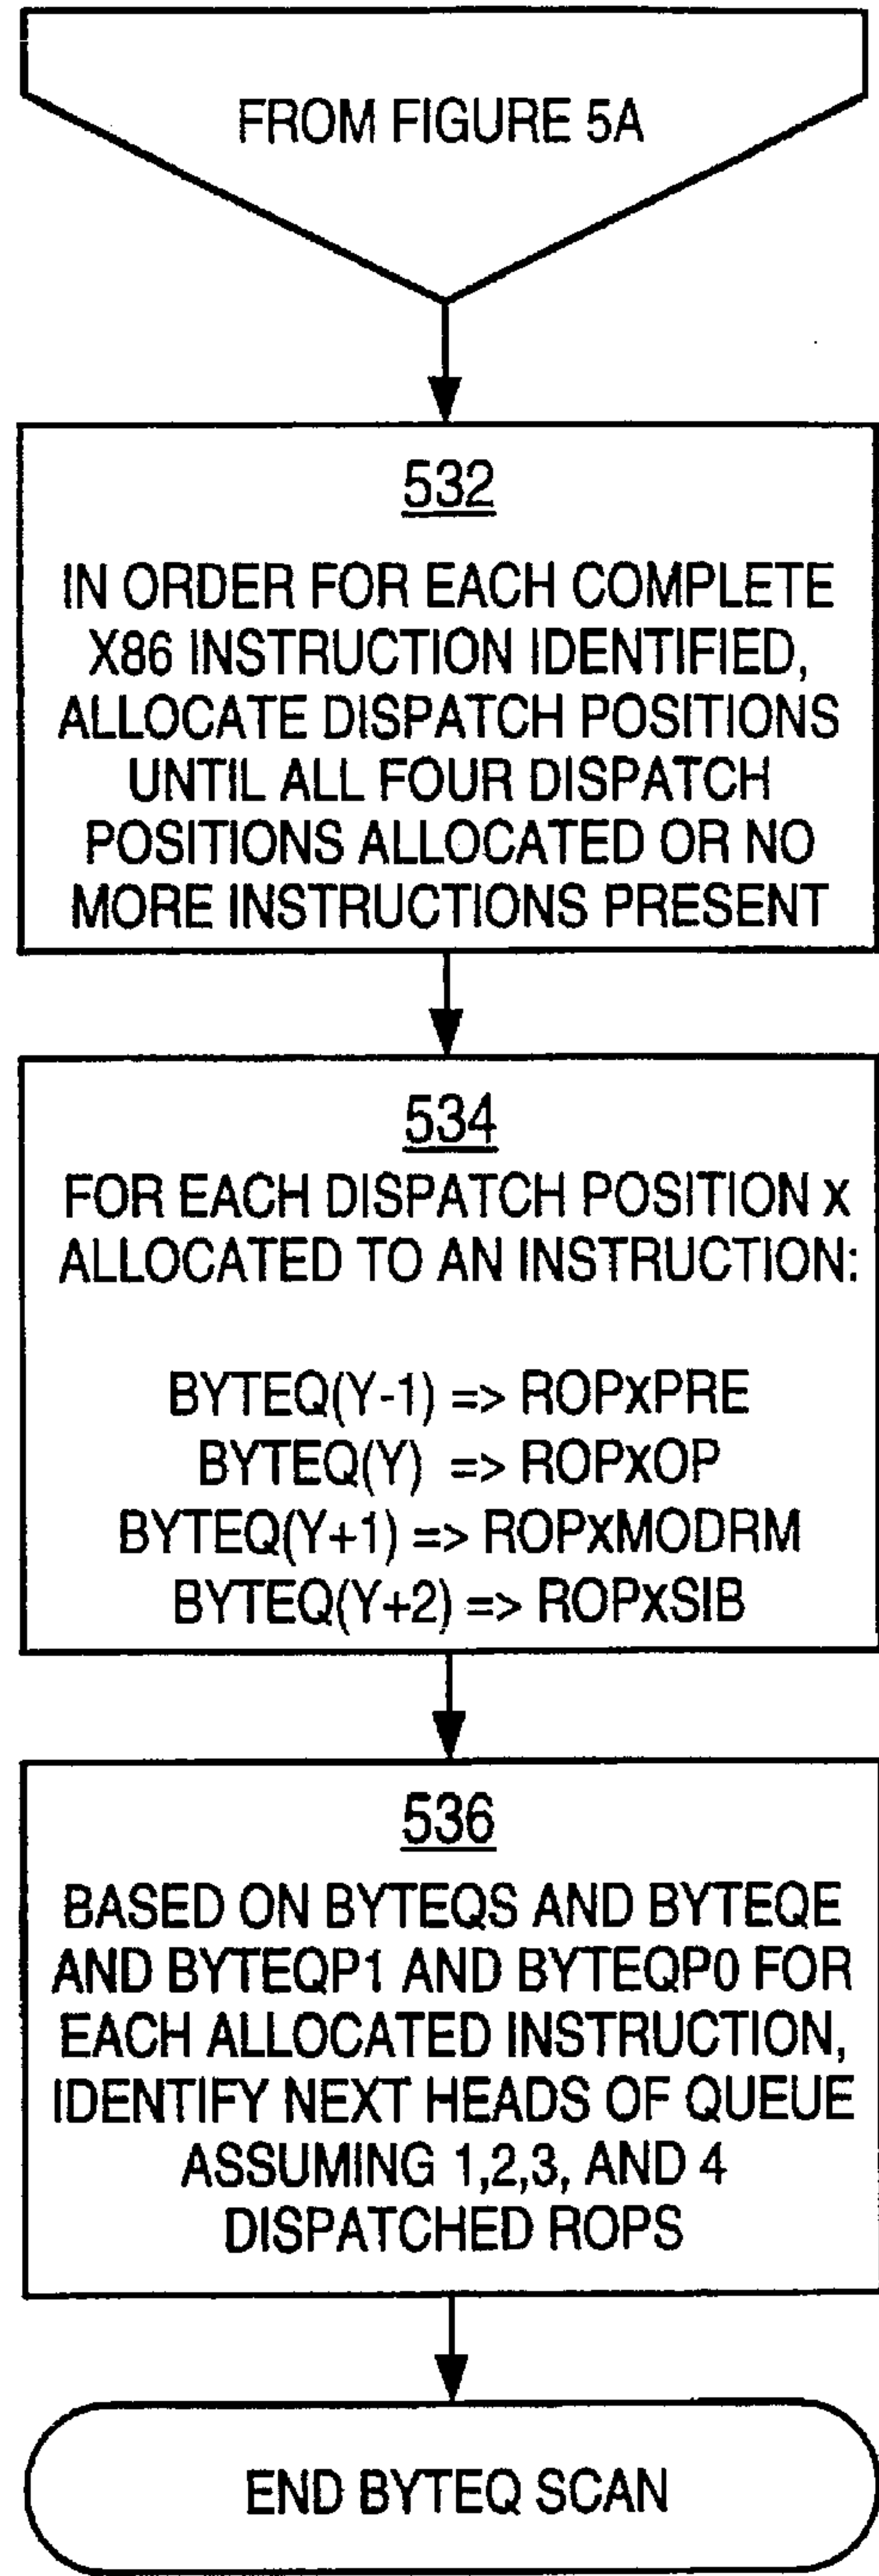 FROM FIGURE 5A
532
IN ORDER FOR EACH COMPLETE
X86 INSTRUCTION IDENTIFIED,
ALLOCATE DISPATCH POSITIONS
UNTIL ALL FOUR DISPATCH
POSITIONS ALLOCATED OR NO
MORE INSTRUCTIONS PRESENT
534
FOR EACH DISPATCH POSITION x
ALLOCATED TO AN INSTRUCTION:
BYTEQ(Y-1) => ROPxPRE
BYTEQ(Y) => ROPxOP
BYTEQ(Y+1) => ROPxMODRM
BYTEQ(Y+2) => ROPxSIB
536
BASED ON BYTEQS AND BYTEQE
AND BYTEQP1 AND BYTEQP0 FOR
EACH ALLOCATED INSTRUCTION,
IDENTIFY NEXT HEADS OF QUEUE
ASSUMING 1,2,3, AND 4
DISPATCHED ROPS
END BYTEQ SCAN